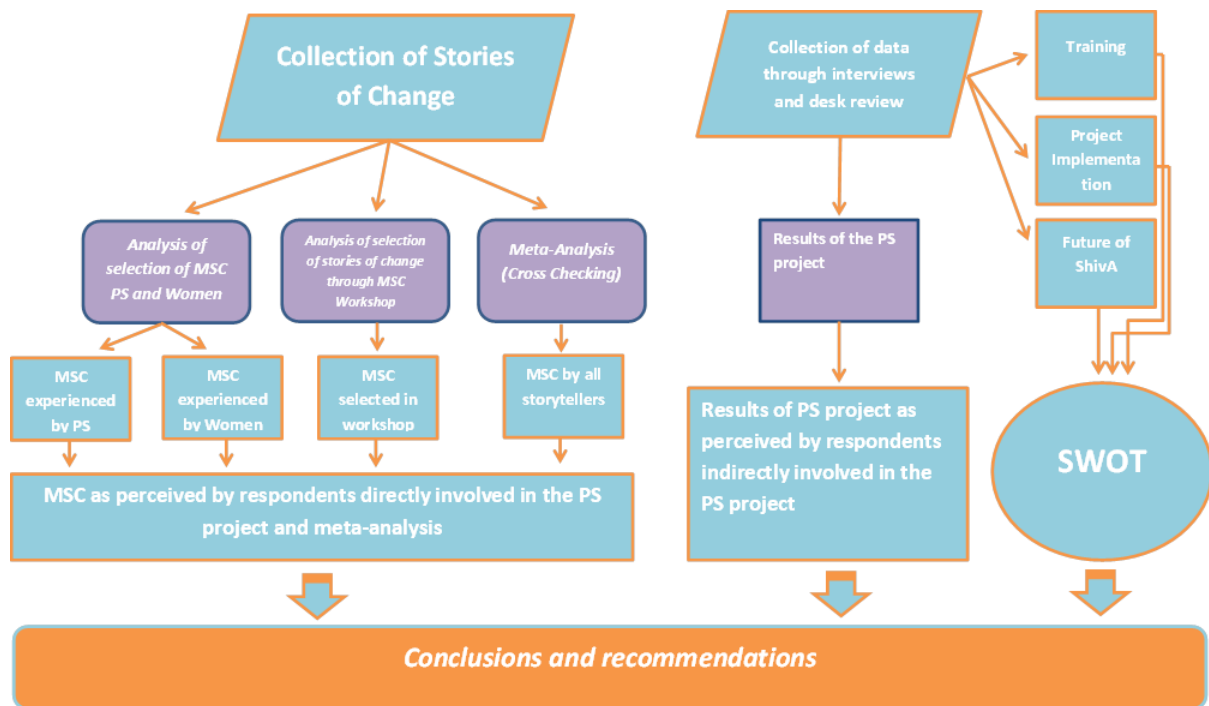 Collection of Stories
of Change
Collection of data
through interviews
and desk review
Training
Project
Implementa
tion
Future of
ShivA
Analysis of
selection of MSC
PS and Women
Analysis of selection
of stories of change
through MSC
Workshop
Meta-Analysis
(Cross Checking)
Results of the PS
project
MSC
experienced
by PS
MSC
experienced
by Women
MSC
selected in
workshop
MSC by all
storytellers
Results of PS project as
perceived by respondents
indirectly involved in the
PS project
SWOT
MSC as perceived by respondents directly involved in the PS
project and meta-analysis
Conclusions and recommendations